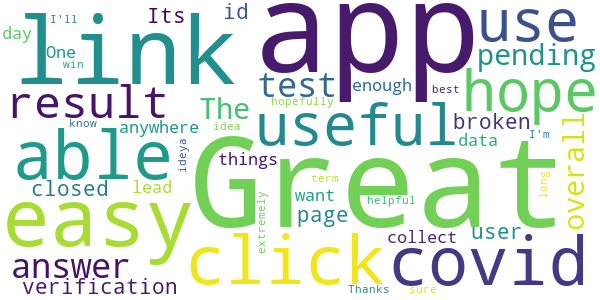 I'll
Its
id
app
use
day
One
win
link
pending
test
enough
best
hope
result
The
hopefully
know
anywhere
idea
useful
broken
I'm
able
ideya
things
data
closed
lead
Great
overall
term
want
long
easy
page
helpful
extremely
user
answer
click
collect
covid
verification
Thanks
sure